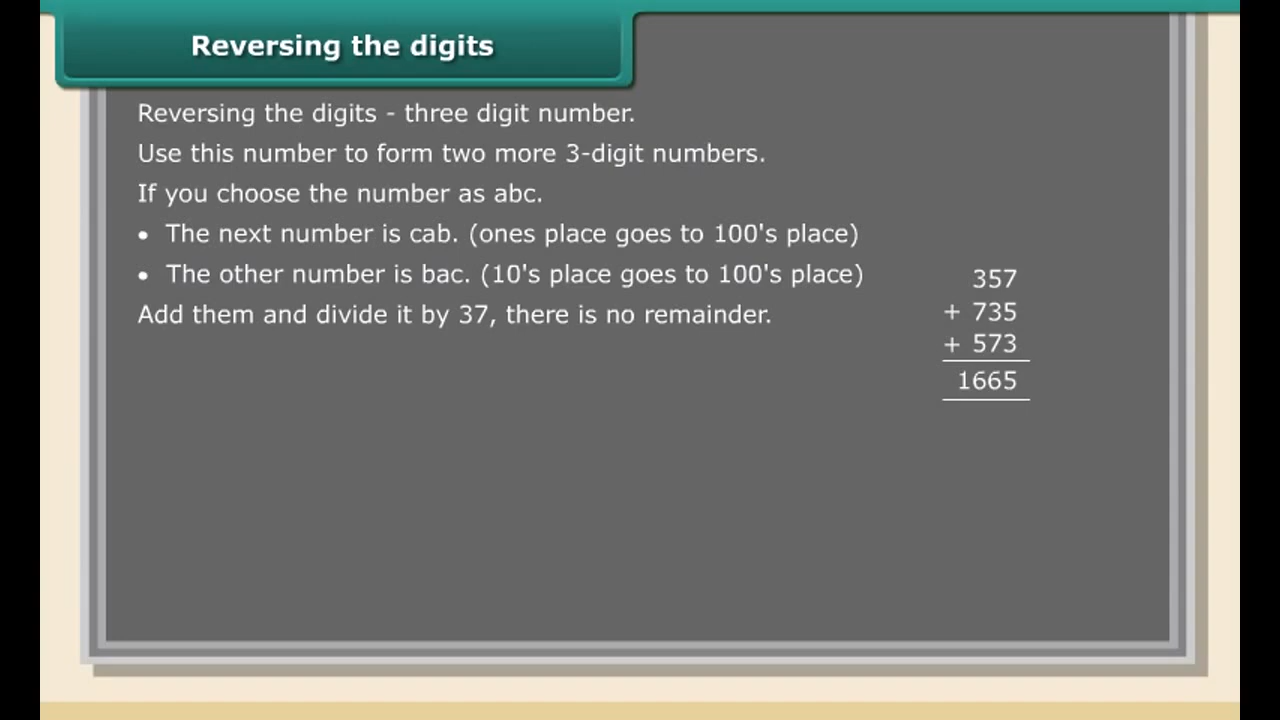 Reversing the digits
Reversing the digits - three digit number.
Use this number to form two more 3-digit numbers.
If you choose the number as abc.
• The next number is cab. (ones place goes to 100's place)
• The other number is bac. (10's place goes to 100's place)
Add them and divide it by 37, there is no remainder.
357
+ 735
+ 573
1665